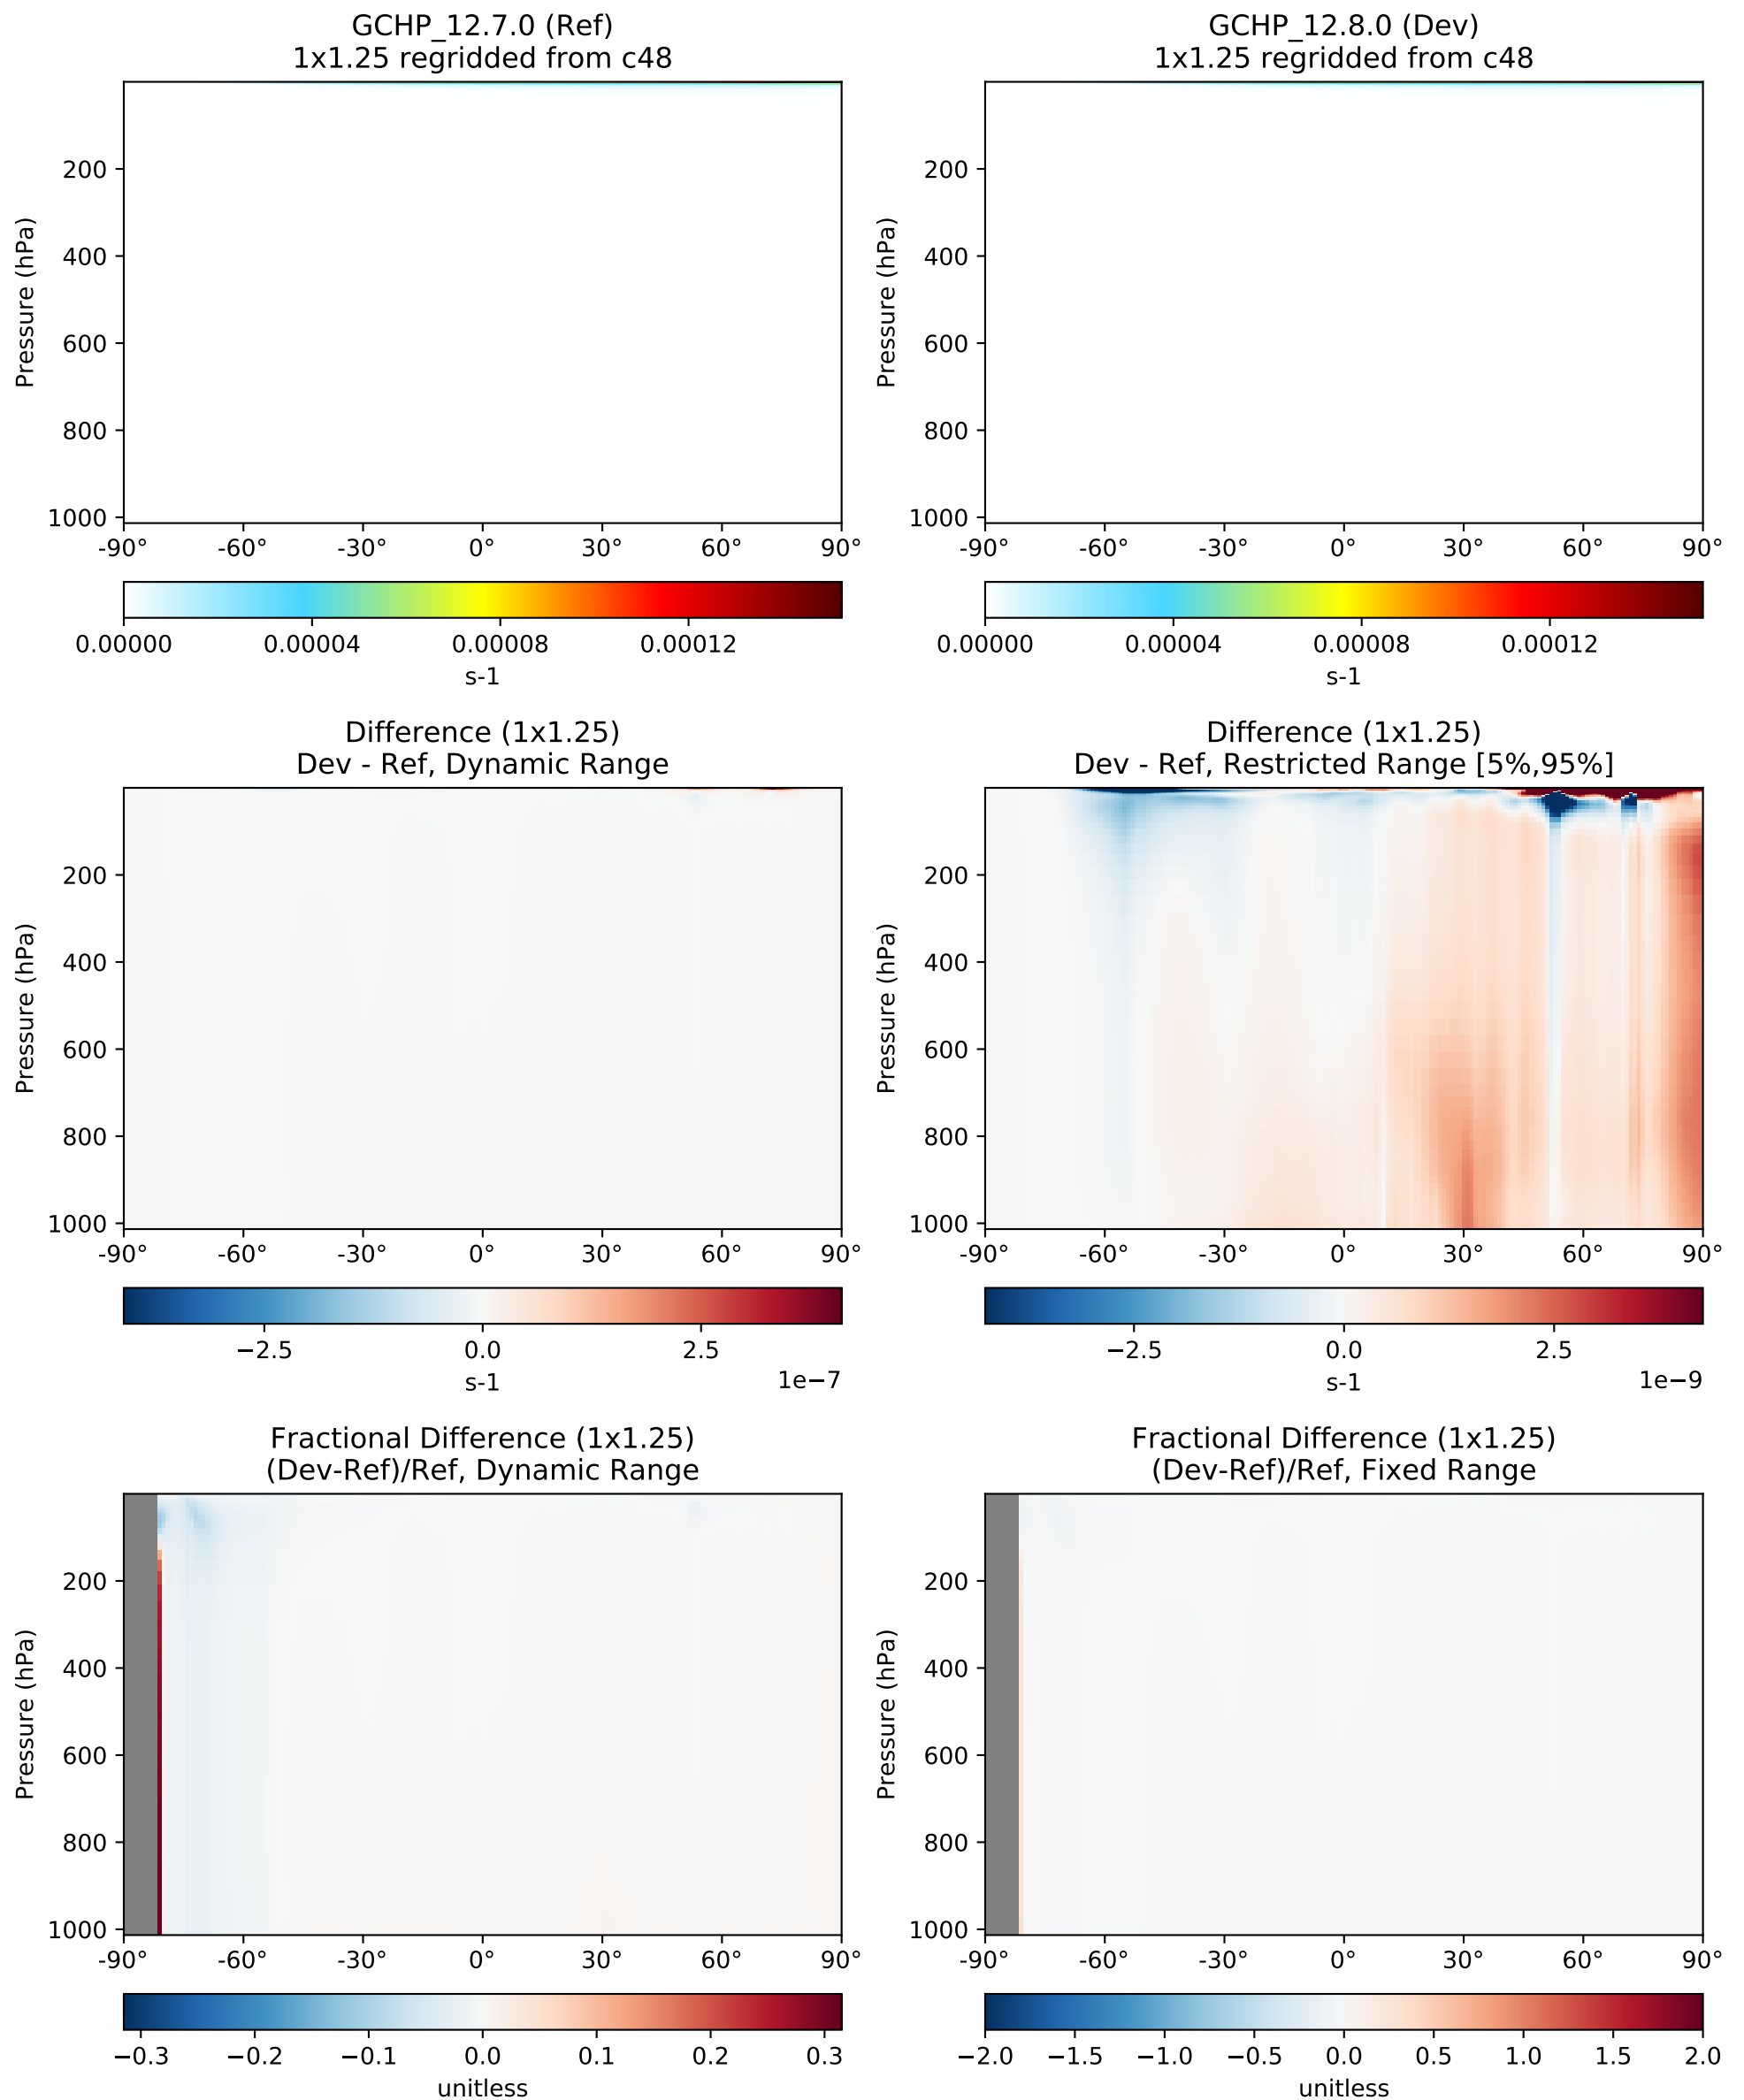 GCHP_12.7.0 (Ref)
1x1.25 regridded from c48
Pressure (hPa)
200
400
600
800
1000
-90° -60° -30° 0° 30° 60° 90°
0.00000 0.00004 0.00008 0.00012
s-1
GCHP_12.8.0 (Dev)
1x1.25 regridded from c48
Pressure (hPa)
200
400
600
800
1000
-90° -60° -30° 0° 30° 60° 90°
0.00000 0.00004 0.00008 0.00012
s-1
Difference (1x1.25)
Dev - Ref, Dynamic Range
Pressure (hPa)
200
400
600
800
1000
-90° -60° -30° 0° 30° 60° 90°
−2.5 0.0 2.5
s-1 1e−7
Difference (1x1.25)
Dev - Ref, Restricted Range [5%,95%]
Pressure (hPa)
200
400
600
800
1000
-90° -60° -30° 0° 30° 60° 90°
−2.5 0.0 2.5
s-1 1e−9
Fractional Difference (1x1.25)
(Dev-Ref)/Ref, Dynamic Range
Pressure (hPa)
200
400
600
800
1000
-90° -60° -30° 0° 30° 60° 90°
−0.3 −0.2 −0.1 0.0 0.1 0.2 0.3
unitless
Fractional Difference (1x1.25)
(Dev-Ref)/Ref, Fixed Range
Pressure (hPa)
200
400
600
800
1000
-90° -60° -30° 0° 30° 60° 90°
−2.0 −1.5 −1.0 −0.5 0.0 0.5 1.0 1.5 2.0
unitless